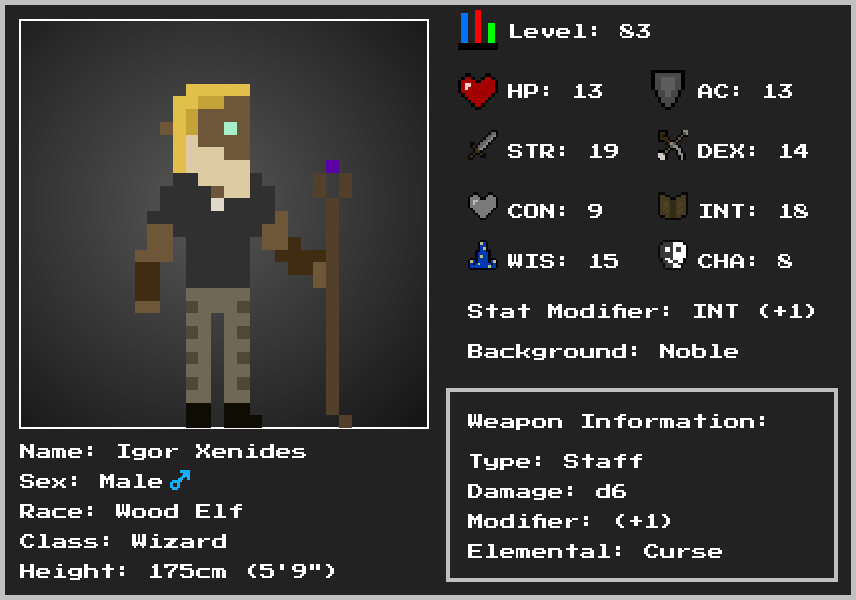 Level: 83
HP: 13 AC: 13
STR: 19 DEX: 14
CON: 9 INT: 18
WIS: 15 CHA: 8
Stat Modifier: INT (+1)
Background: Noble
Weapon Information:
Type: Staff
Damage: d6
Modifier: (+1)
Elemental: Curse
Name: Igor Xenides
Sex: Male ♂
Race: Wood Elf
Class: Wizard
Height: 175cm (5'9")